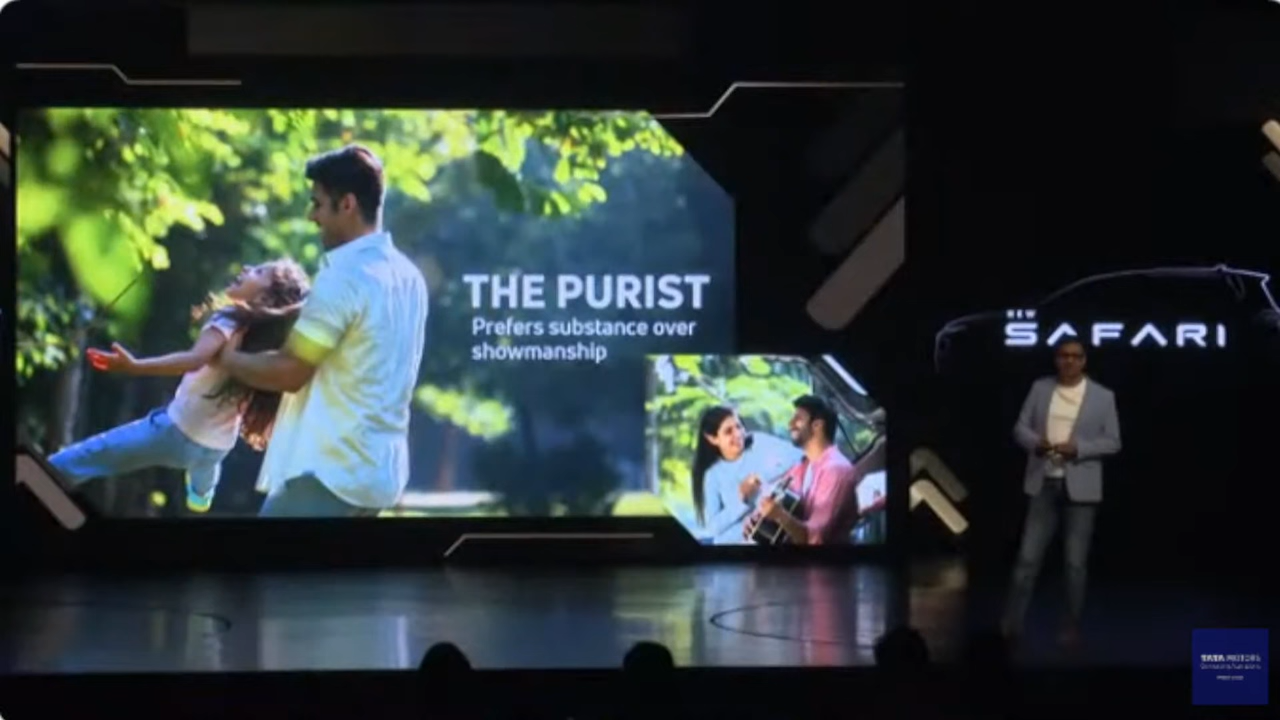 THE PURIST
Prefers substance over
showmanship
NEW
SAFARI
TATA MOTORS